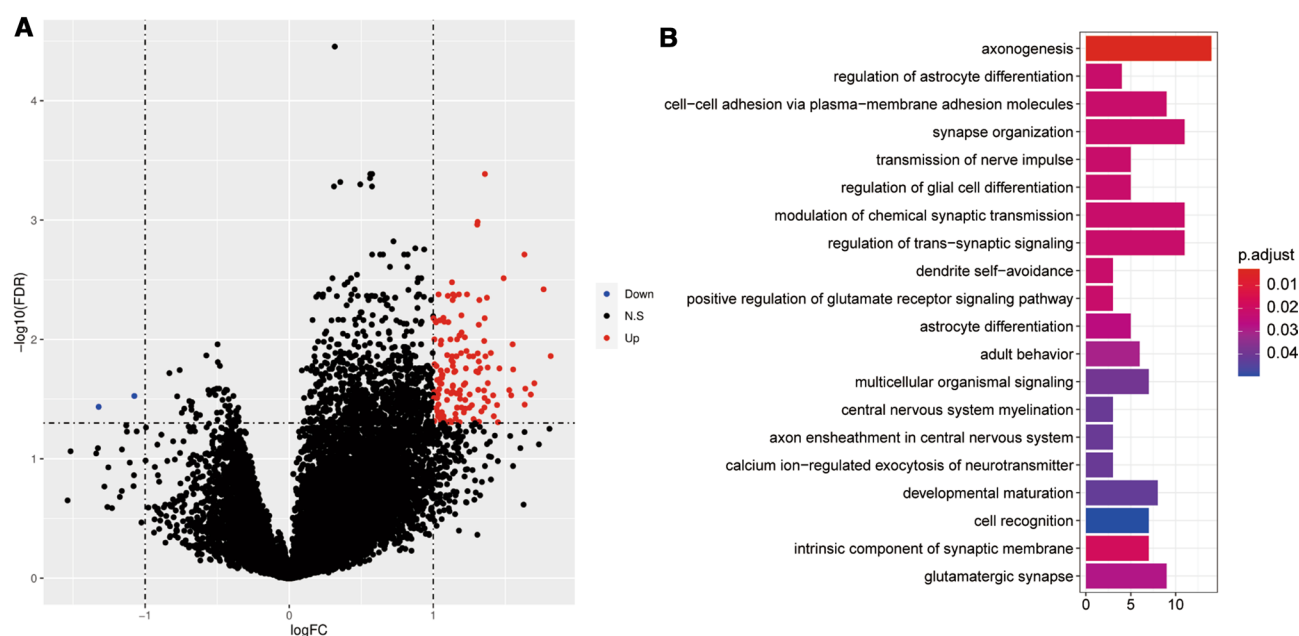 A
4
3
2
1
0
−log10(FDR)
−1
0
1
logFC
Down
N.S
Up
B
axonogenesis
regulation of astrocyte differentiation
cell−cell adhesion via plasma−membrane adhesion molecules
synapse organization
transmission of nerve impulse
regulation of glial cell differentiation
modulation of chemical synaptic transmission
regulation of trans−synaptic signaling
dendrite self−avoidance
positive regulation of glutamate receptor signaling pathway
astrocyte differentiation
adult behavior
multicellular organismal signaling
central nervous system myelination
axon ensheathment in central nervous system
calcium ion−regulated exocytosis of neurotransmitter
developmental maturation
cell recognition
intrinsic component of synaptic membrane
glutamatergic synapse
0 5 10
p.adjust
0.01
0.02
0.03
0.04